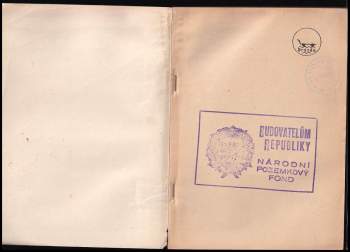 BUDOVATELŮM
REPUBLIKY
NÁRODNÍ
POZEMKOVÝ
FOND